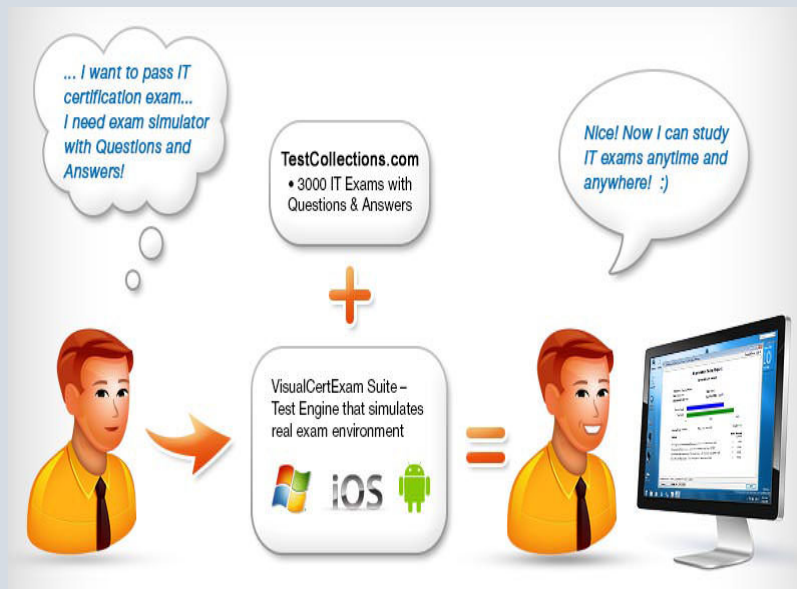 ... I want to pass IT
certification exam...
I need exam simulator
with Questions and
Answers!
TestCollections.com
• 3000 IT Exams with
Questions & Answers
Nice! Now I can study
IT exams anytime and
anywhere! :)
VisualCertExam Suite –
Test Engine that simulates
real exam environment
iOS